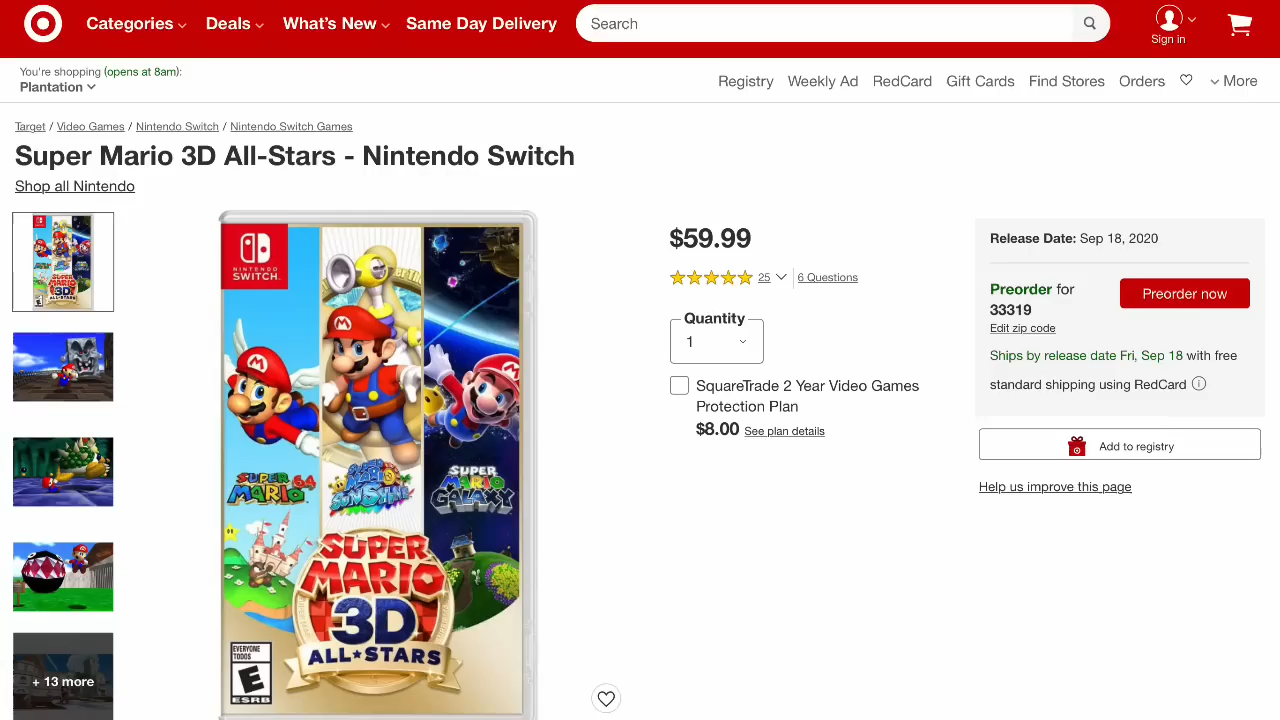 Categories
Deals
What's New
Same Day Delivery
Search
Sign in
You're shopping (opens at 8am):
Plantation
Registry
Weekly Ad
RedCard
Gift Cards
Find Stores
Orders
More
Target / Video Games / Nintendo Switch / Nintendo Switch Games
Super Mario 3D All-Stars - Nintendo Switch
Shop all Nintendo
+ 13 more
NINTENDO
SWITCH
SUPER
MARIO 64
SUPER
MARIO
SUNSHINE
SUPER
MARIO
GALAXY
SUPER
MARIO
3D
ALL★STARS
EVERYONE
TODOS
E
ESRB
$59.99
25
6 Questions
Quantity
1
SquareTrade 2 Year Video Games
Protection Plan
$8.00 See plan details
Release Date: Sep 18, 2020
Preorder for
33319
Edit zip code
Preorder now
Ships by release date Fri, Sep 18 with free
standard shipping using RedCard
Add to registry
Help us improve this page